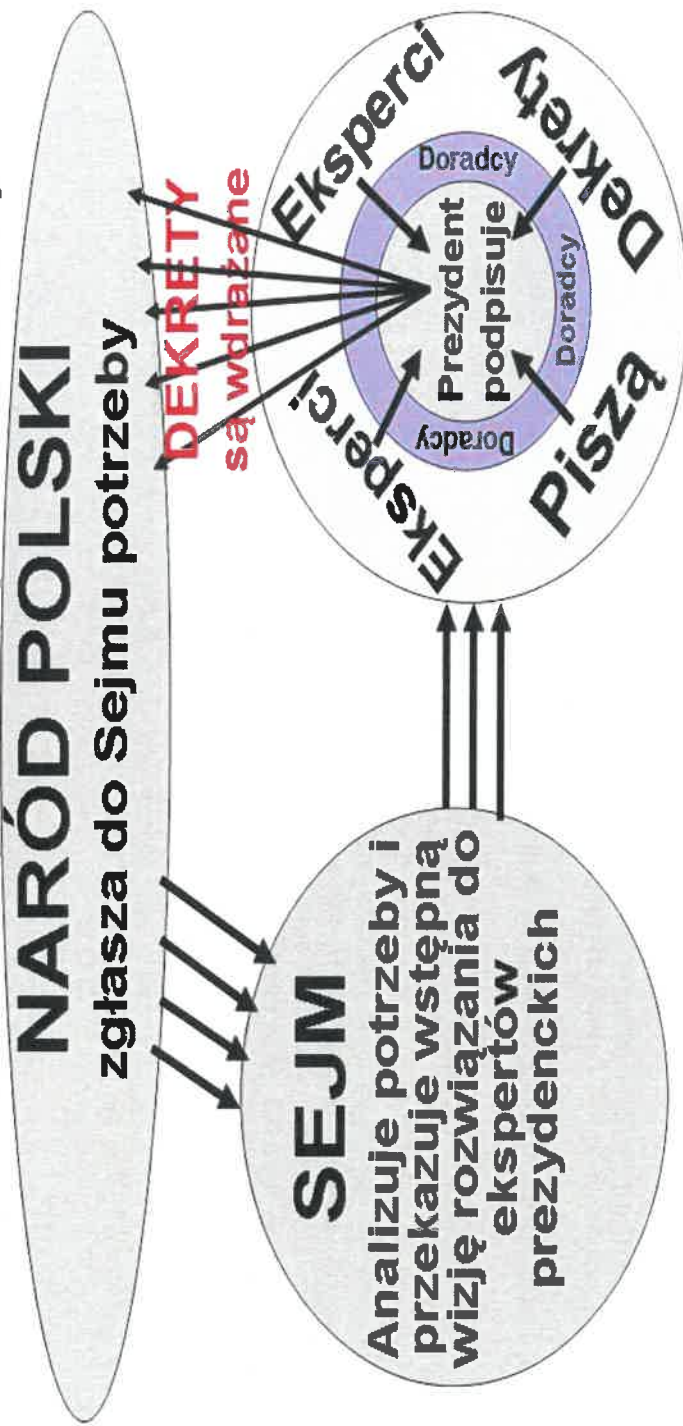 NARÓD POLSKI
zgłasza do Sejmu potrzeby
DEKRETY
są wdrażane
SEJM
Analizuje potrzeby i
przekazuje wstępną
wizję rozwiązania do
ekspertów
prezydenckich
Eksperci
Eksperci
Piszą
Dekrety
Doradcy
Doradcy
Doradcy
Prezydent
podpisuje